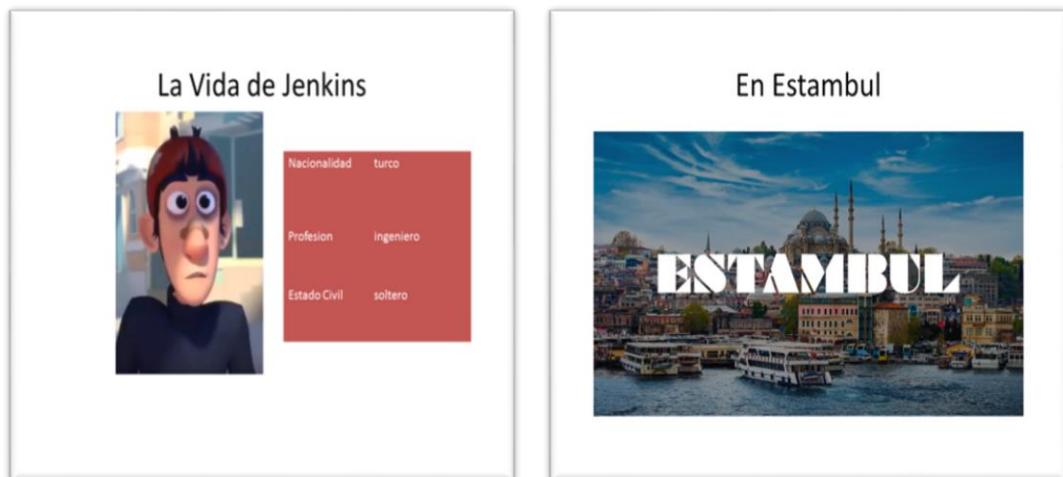 La Vida de Jenkins
Nacionalidad turco
Profesion ingeniero
Estado Civil soltero
En Estambul
ESTAMBUL